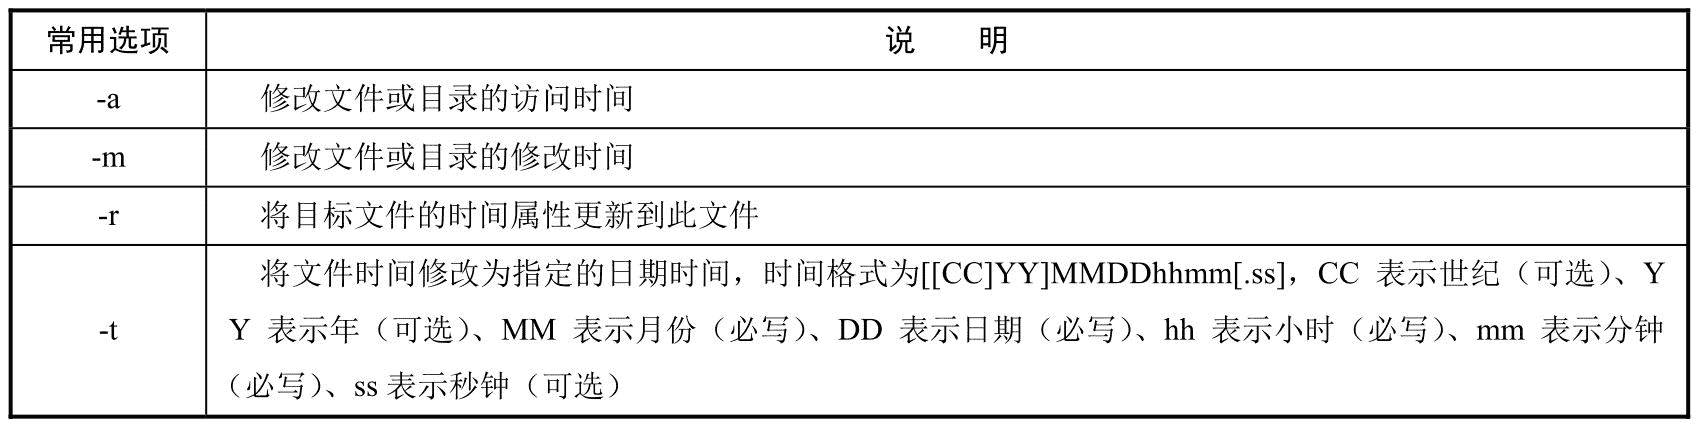 常用选项 说 明
-a 修改文件或目录的访问时间
-m 修改文件或目录的修改时间
-r 将目标文件的时间属性更新到此文件
将文件时间修改为指定的日期时间，时间格式为[[CC]YY]MMDDhhmm[.ss]，CC 表示世纪（可选）、Y
-t Y 表示年（可选）、MM 表示月份（必写）、DD 表示日期（必写）、hh 表示小时（必写）、mm 表示分钟
（必写）、ss表示秒钟（可选）